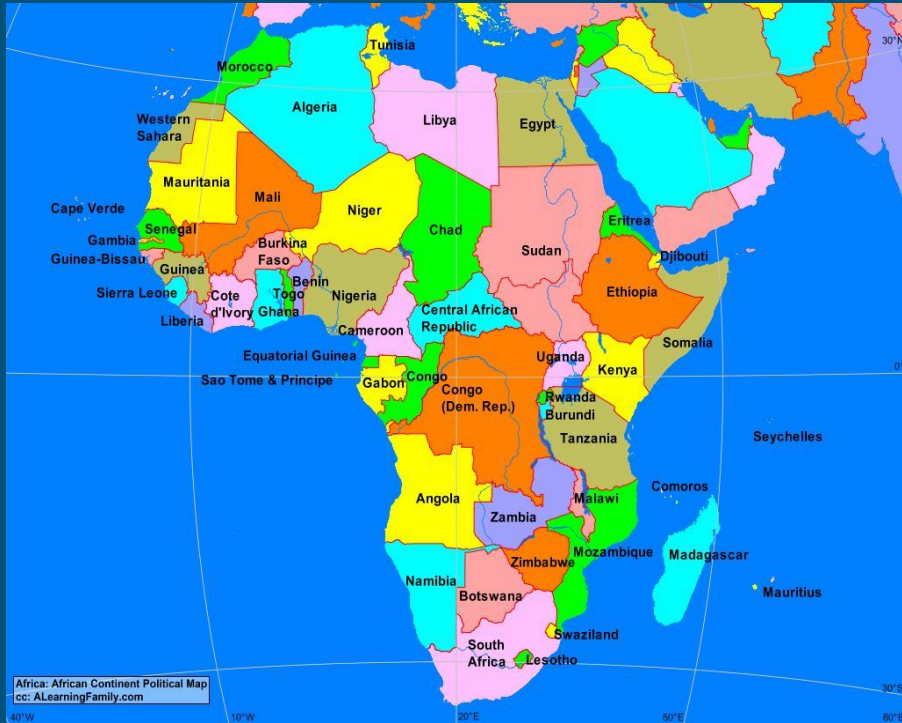 Tunisia
30°N
Morocco
Algeria
Libya
Egypt
Western
Sahara
Mauritania
Mali
Niger
Chad
Sudan
Eritrea
Cape Verde
Senegal
Gambia
Guinea-Bissau
Guinea
Burkina
Faso
Djibouti
Benin
Nigeria
Ethiopia
Sierra Leone
Cote
d'Ivory
Togo
Ghana
Liberia
Central African
Republic
Cameroon
Somalia
Equatorial Guinea
Uganda
Kenya
0°
Sao Tome & Principe
Gabon
Congo
Congo
(Dem. Rep.)
Rwanda
Burundi
Tanzania
Seychelles
Angola
Malawi
Comoros
Zambia
Mozambique
Madagascar
Zimbabwe
Namibia
Botswana
Mauritius
Swaziland
South
Africa
Lesotho
Africa: African Continent Political Map
cc: ALearningFamily.com
30°S
40°W
10°W
20°E
50°E
80°E